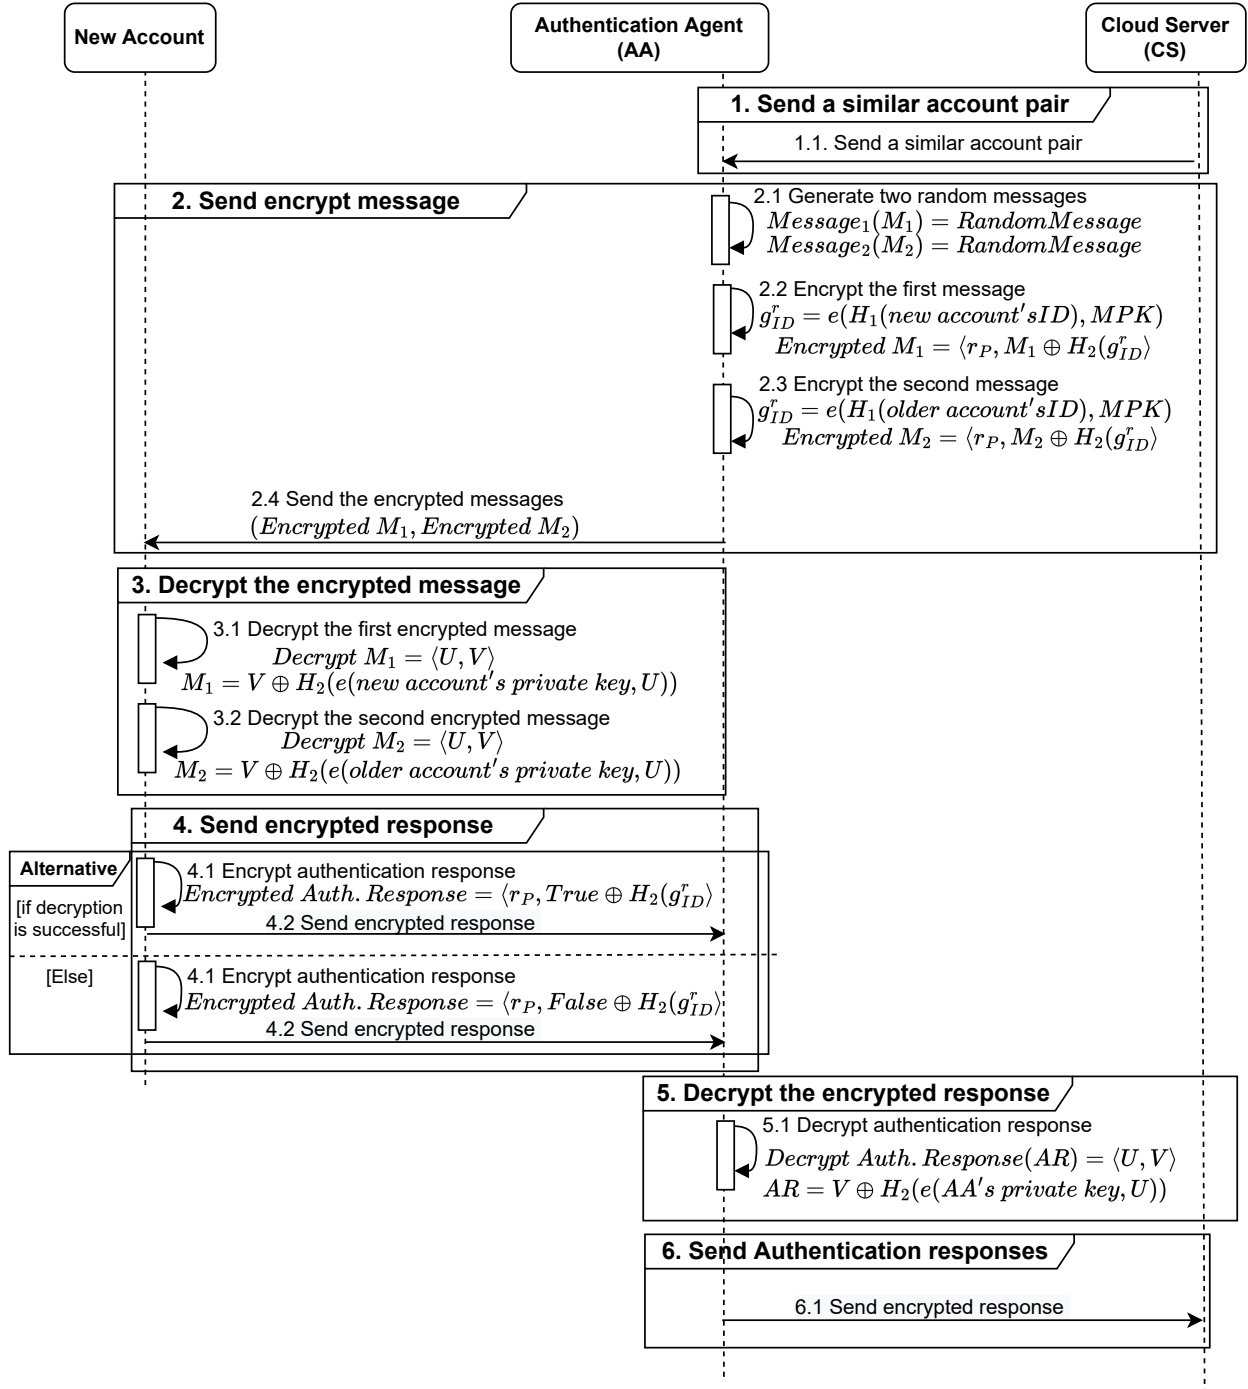 New Account
Authentication Agent
(AA)
Cloud Server
(CS)
1. Send a similar account pair
1.1. Send a similar account pair
2. Send encrypt message
2.1 Generate two random messages
Message₁(M₁) = RandomMessage
Message₂(M₂) = RandomMessage
2.2 Encrypt the first message
g^r_ID = e(H₁(new account'sID), MPK)
Encrypted M₁ = ⟨r_P, M₁ ⊕ H₂(g^r_ID⟩
2.3 Encrypt the second message
g^r_ID = e(H₁(older account'sID), MPK)
Encrypted M₂ = ⟨r_P, M₂ ⊕ H₂(g^r_ID⟩
2.4 Send the encrypted messages
(Encrypted M₁, Encrypted M₂)
3. Decrypt the encrypted message
3.1 Decrypt the first encrypted message
Decrypt M₁ = ⟨U, V⟩
M₁ = V ⊕ H₂(e(new account's private key, U))
3.2 Decrypt the second encrypted message
Decrypt M₂ = ⟨U, V⟩
M₂ = V ⊕ H₂(e(older account's private key, U))
4. Send encrypted response
Alternative
[if decryption
is successful]
4.1 Encrypt authentication response
Encrypted Auth. Response = ⟨r_P, True ⊕ H₂(g^r_ID⟩
4.2 Send encrypted response
[Else]
4.1 Encrypt authentication response
Encrypted Auth. Response = ⟨r_P, False ⊕ H₂(g^r_ID⟩
4.2 Send encrypted response
5. Decrypt the encrypted response
5.1 Decrypt authentication response
Decrypt Auth. Response(AR) = ⟨U, V⟩
AR = V ⊕ H₂(e(AA's private key, U))
6. Send Authentication responses
6.1 Send encrypted response